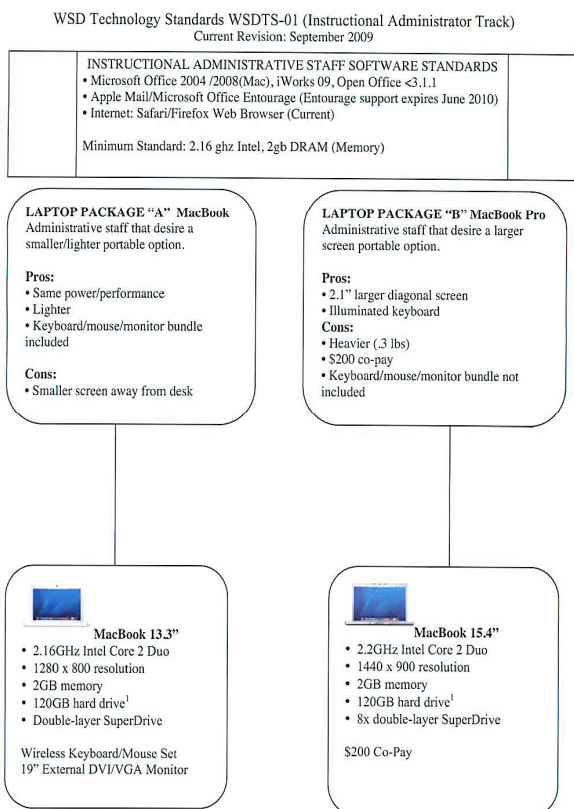 WSD Technology Standards WSDTS-01 (Instructional Administrator Track)
Current Revision: September 2009
INSTRUCTIONAL ADMINISTRATIVE STAFF SOFTWARE STANDARDS
• Microsoft Office 2004 /2008(Mac), iWorks 09, Open Office <3.1.1
• Apple Mail/Microsoft Office Entourage (Entourage support expires June 2010)
• Internet: Safari/Firefox Web Browser (Current)
Minimum Standard: 2.16 ghz Intel, 2gb DRAM (Memory)
LAPTOP PACKAGE “A” MacBook
Administrative staff that desire a
smaller/lighter portable option.
Pros:
• Same power/performance
• Lighter
• Keyboard/mouse/monitor bundle
included
Cons:
• Smaller screen away from desk
LAPTOP PACKAGE “B” MacBook Pro
Administrative staff that desire a larger
screen portable option.
Pros:
• 2.1” larger diagonal screen
• Illuminated keyboard
Cons:
• Heavier (.3 lbs)
• $200 co-pay
• Keyboard/mouse/monitor bundle not
included
MacBook 13.3”
• 2.16GHz Intel Core 2 Duo
• 1280 x 800 resolution
• 2GB memory
• 120GB hard drive¹
• Double-layer SuperDrive
Wireless Keyboard/Mouse Set
19” External DVI/VGA Monitor
MacBook 15.4”
• 2.2GHz Intel Core 2 Duo
• 1440 x 900 resolution
• 2GB memory
• 120GB hard drive¹
• 8x double-layer SuperDrive
$200 Co-Pay